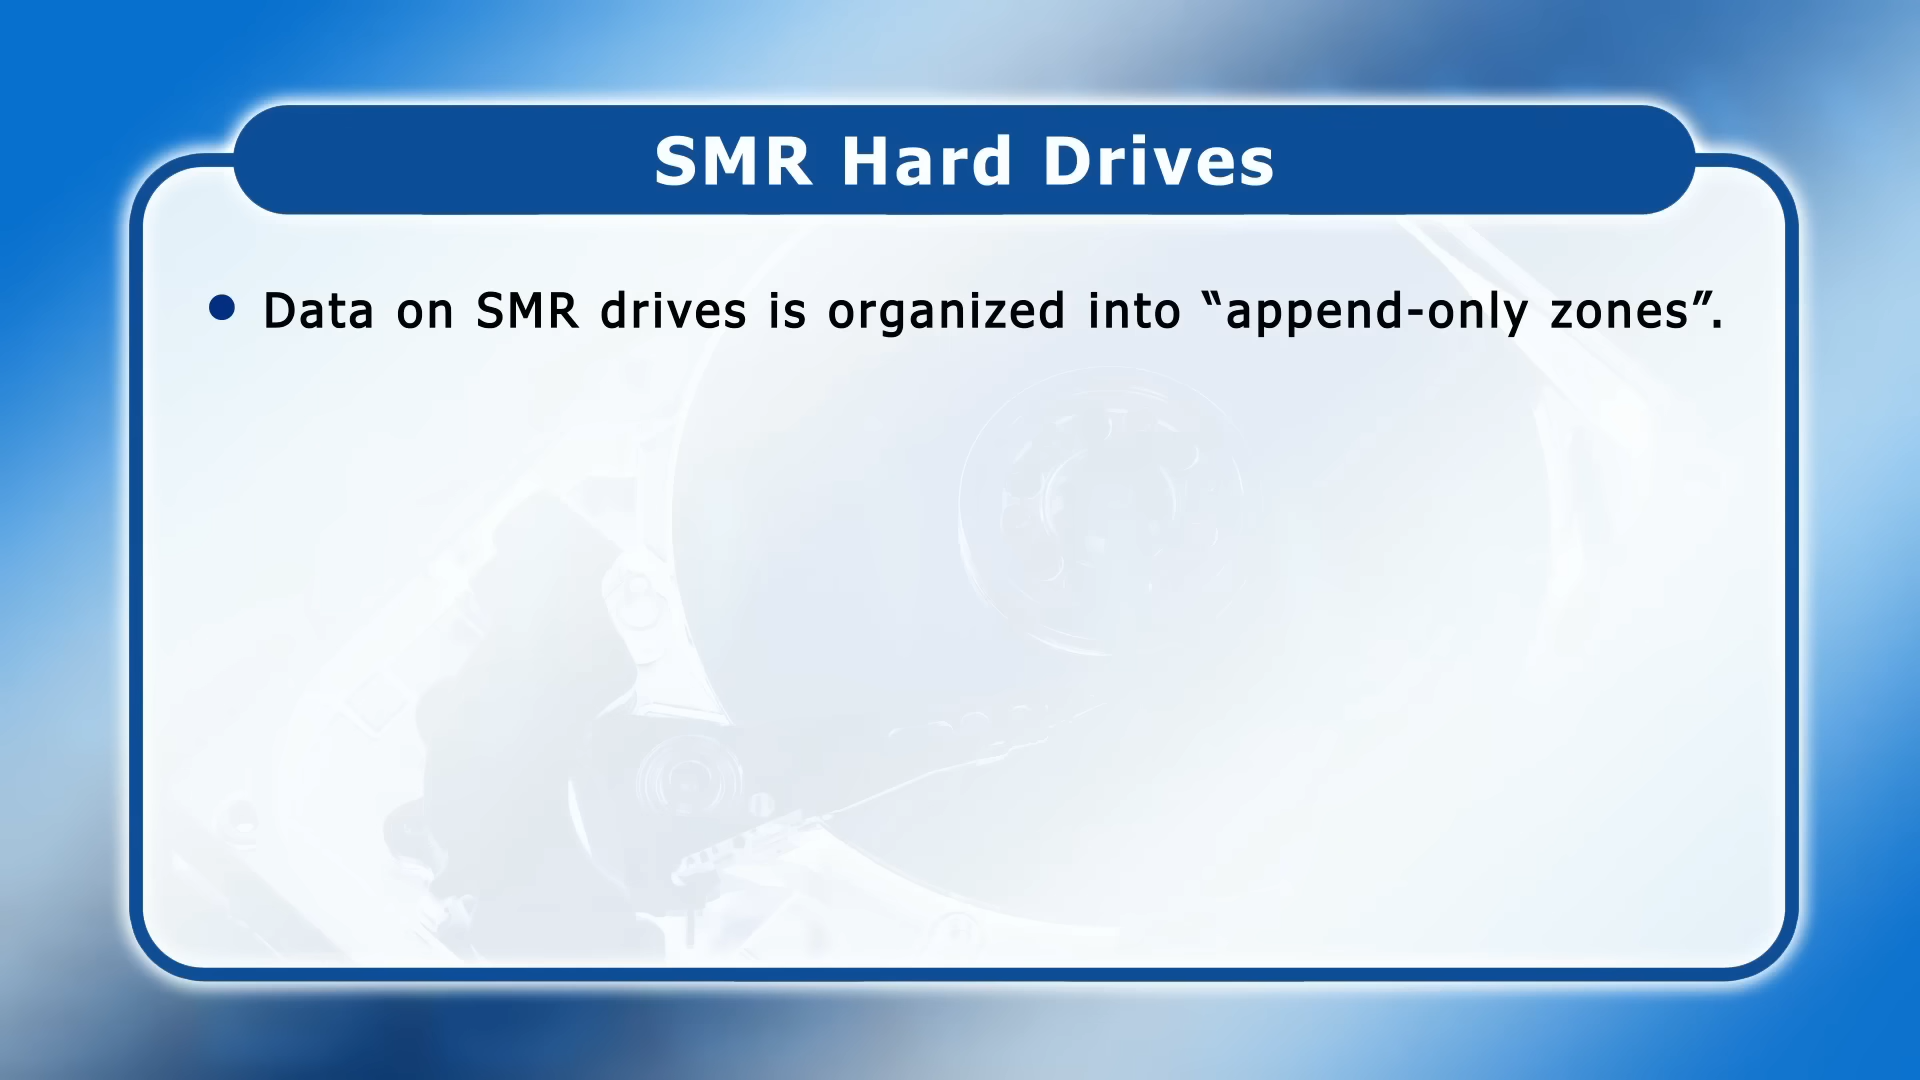 SMR Hard Drives
● Data on SMR drives is organized into “append-only zones”.